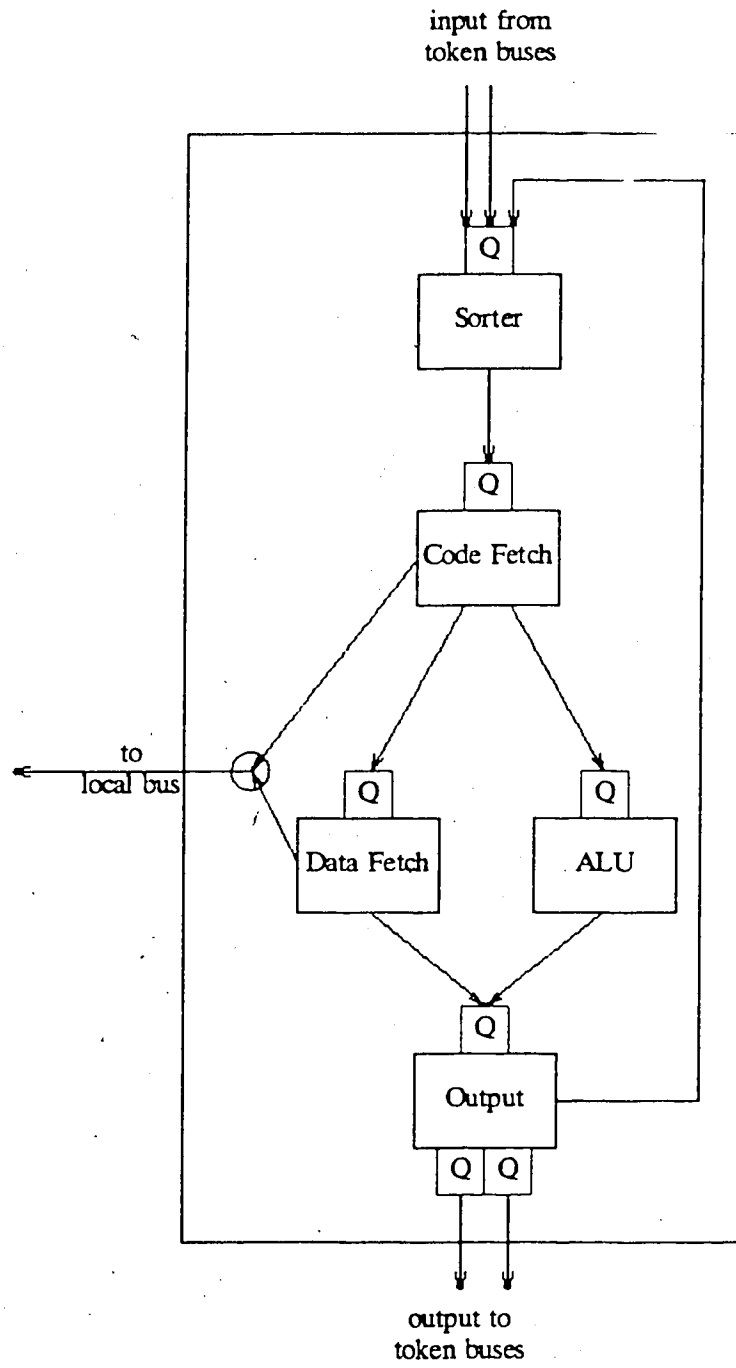 input from
token buses
Q
Sorter
Q
Code Fetch
to
local bus
Q
Q
Data Fetch
ALU
Q
Output
Q
Q
output to
token buses